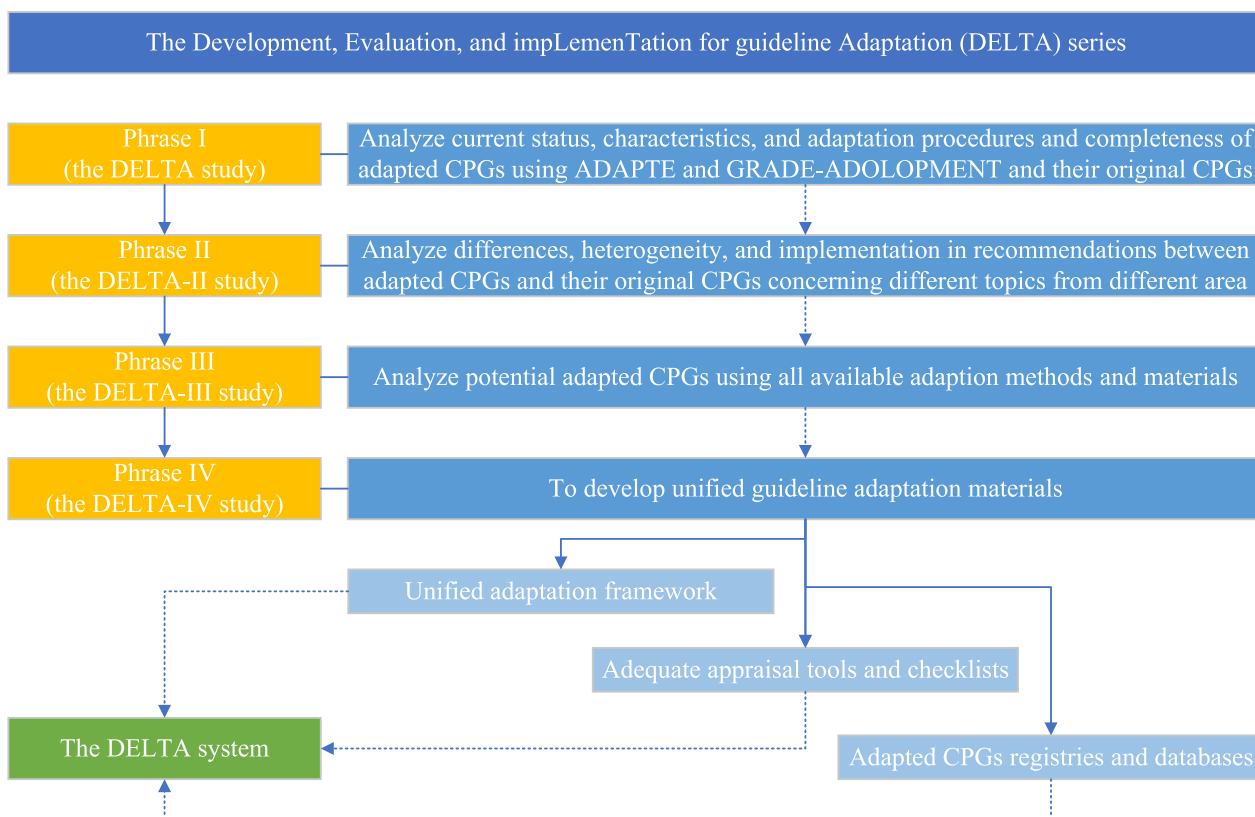 The Development, Evaluation, and impLemenTation for guideline Adaptation (DELTA) series
Phrase I
(the DELTA study)
Analyze current status, characteristics, and adaptation procedures and completeness of
adapted CPGs using ADAPTE and GRADE-ADOLOPMENT and their original CPGs
Phrase II
(the DELTA-II study)
Analyze differences, heterogeneity, and implementation in recommendations between
adapted CPGs and their original CPGs concerning different topics from different area
Phrase III
(the DELTA-III study)
Analyze potential adapted CPGs using all available adaption methods and materials
Phrase IV
(the DELTA-IV study)
To develop unified guideline adaptation materials
Unified adaptation framework
Adequate appraisal tools and checklists
The DELTA system
Adapted CPGs registries and databases